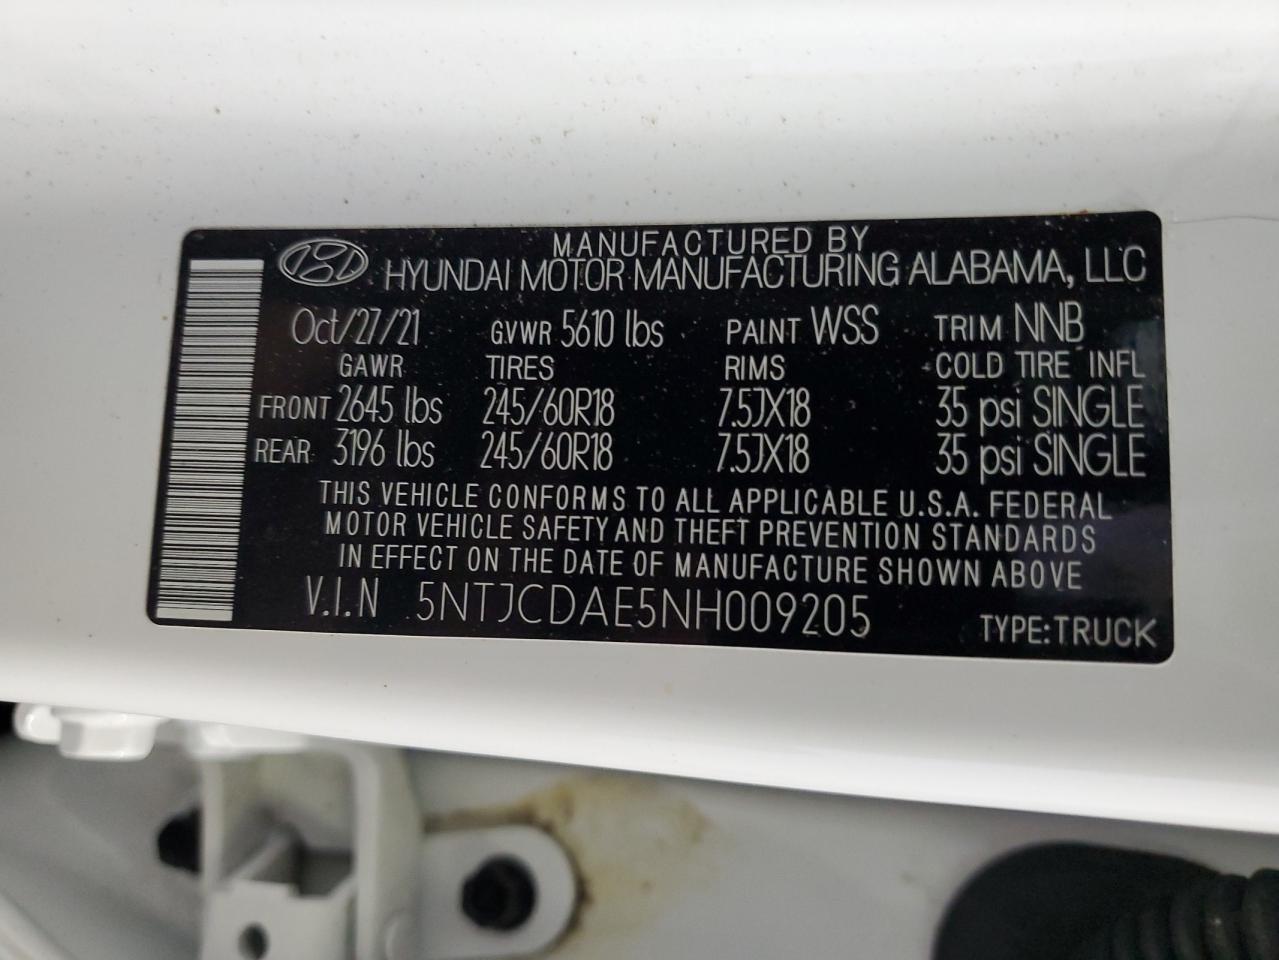 MANUFACTURED BY
HYUNDAI MOTOR MANUFACTURING ALABAMA, LLC
Oct/27/21 GVWR 5610 lbs PAINT WSS TRIM NNB
GAWR TIRES RIMS COLD TIRE INFL
FRONT 2645 lbs 245/60R18 7.5JX18 35 psi SINGLE
REAR 3196 lbs 245/60R18 7.5JX18 35 psi SINGLE
THIS VEHICLE CONFORMS TO ALL APPLICABLE U.S.A. FEDERAL
MOTOR VEHICLE SAFETY AND THEFT PREVENTION STANDARDS
IN EFFECT ON THE DATE OF MANUFACTURE SHOWN ABOVE
V.I.N 5NTJCDAE5NH009205 TYPE:TRUCK